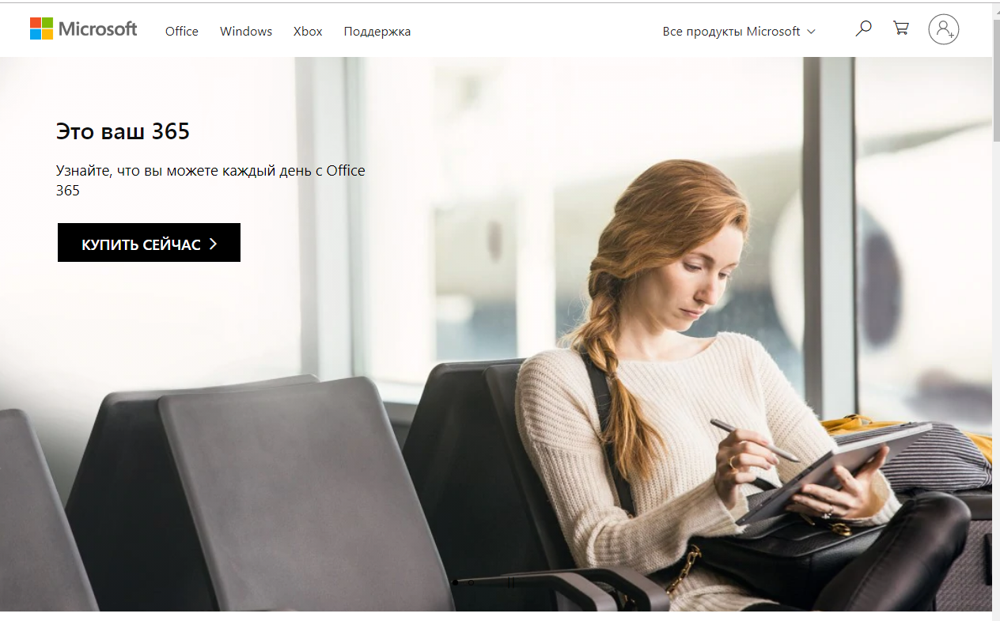 Microsoft Office Windows Xbox Поддержка Все продукты Microsoft
Это ваш 365
Узнайте, что вы можете каждый день с Office
365
КУПИТЬ СЕЙЧАС